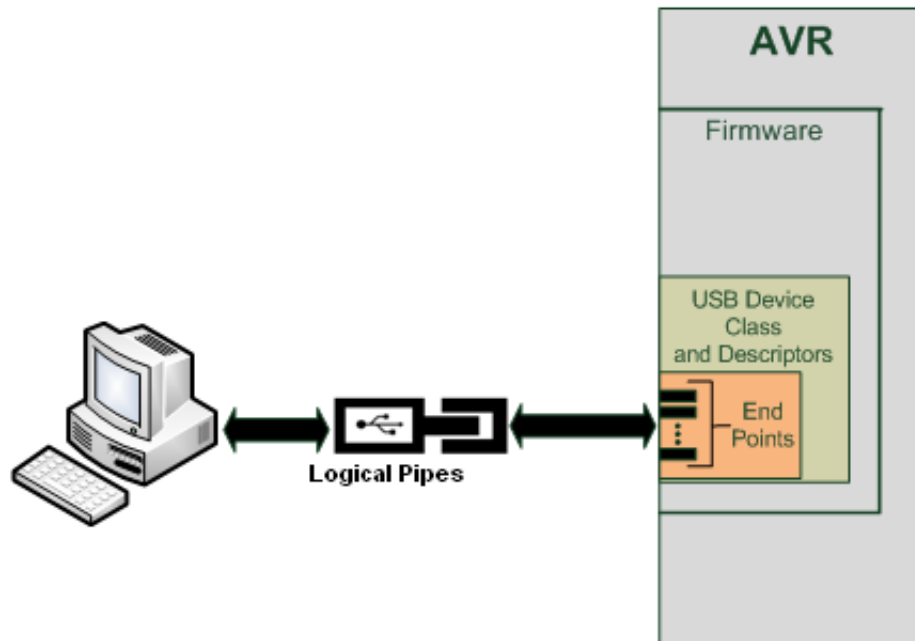 AVR
Firmware
USB Device
Class
and Descriptors
End
Points
Logical Pipes